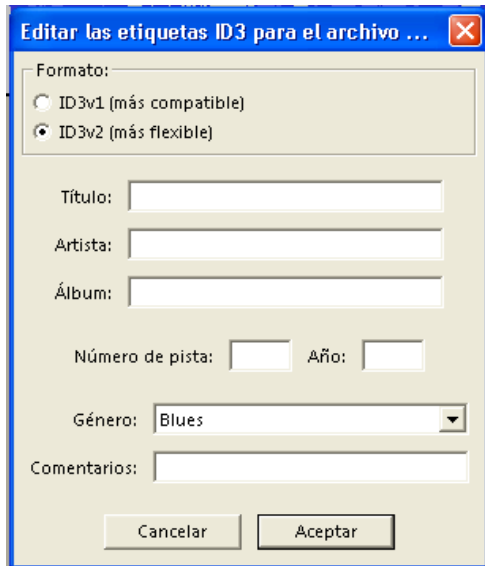 Editar las etiquetas ID3 para el archivo ...
Formato:
ID3v1 (más compatible)
ID3v2 (más flexible)
Título:
Artista:
Álbum:
Número de pista: Año:
Género: Blues
Comentarios:
Cancelar Aceptar